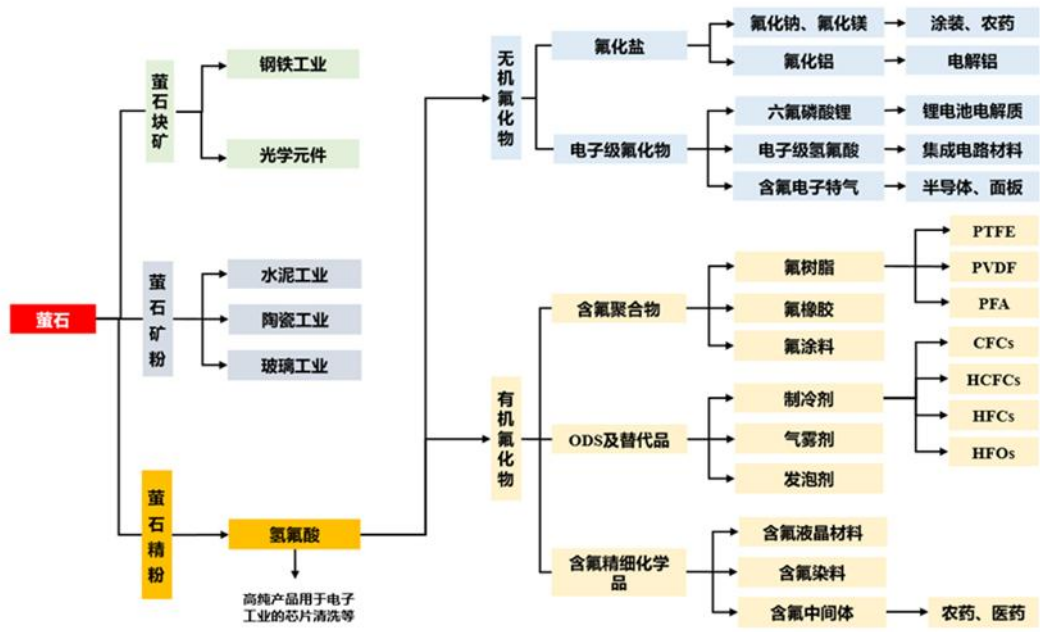 萤石
萤石块矿
钢铁工业
光学元件
萤石矿粉
水泥工业
陶瓷工业
玻璃工业
萤石精粉
氢氟酸
高纯产品用于电子
工业的芯片清洗等
无机氟化物
氟化盐
氟化钠、氟化镁
涂装、农药
氟化铝
电解铝
电子级氟化物
六氟磷酸锂
锂电池电解质
电子级氢氟酸
集成电路材料
含氟电子特气
半导体、面板
有机氟化物
含氟聚合物
氟树脂
PTFE
PVDF
PFA
氟橡胶
氟涂料
ODS及替代品
制冷剂
CFCs
HCFCs
HFCs
HFOs
气雾剂
发泡剂
含氟精细化学
品
含氟液晶材料
含氟染料
含氟中间体
农药、医药